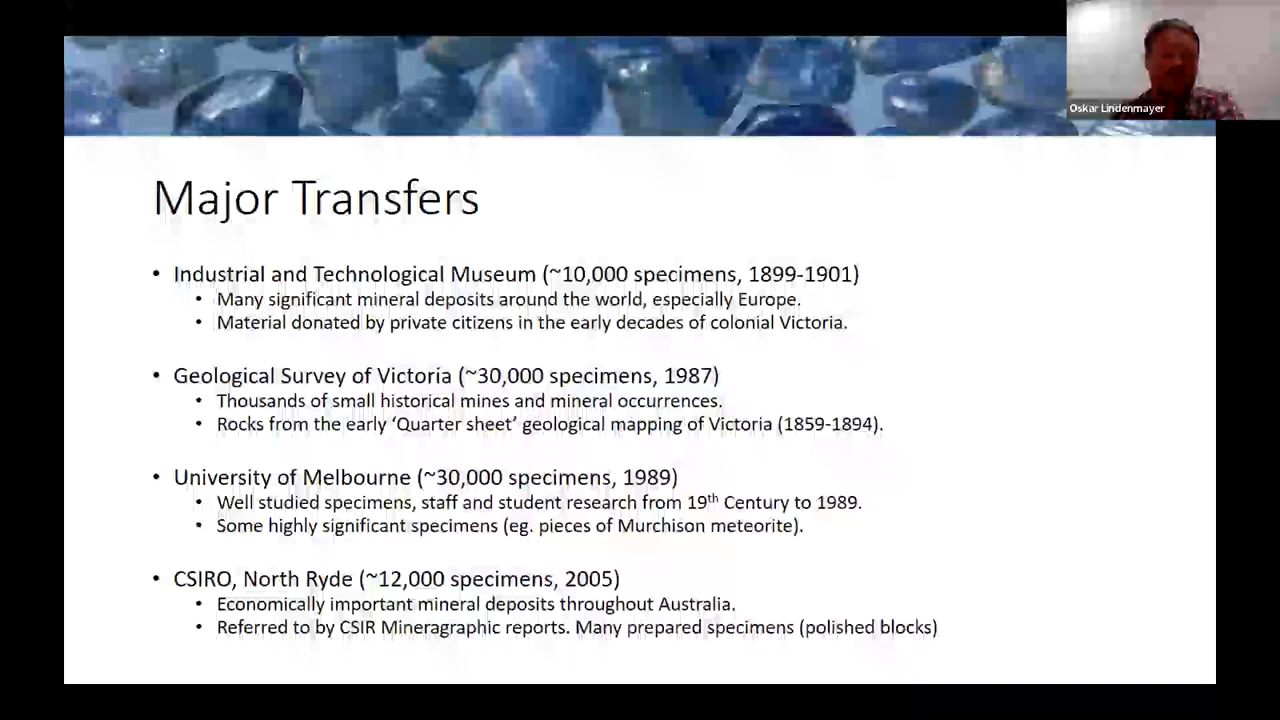 Oskar Lindenmayer
Major Transfers
• Industrial and Technological Museum (~10,000 specimens, 1899-1901)
• Many significant mineral deposits around the world, especially Europe.
• Material donated by private citizens in the early decades of colonial Victoria.
• Geological Survey of Victoria (~30,000 specimens, 1987)
• Thousands of small historical mines and mineral occurrences.
• Rocks from the early ‘Quarter sheet’ geological mapping of Victoria (1859-1894).
• University of Melbourne (~30,000 specimens, 1989)
• Well studied specimens, staff and student research from 19th Century to 1989.
• Some highly significant specimens (eg. pieces of Murchison meteorite).
• CSIRO, North Ryde (~12,000 specimens, 2005)
• Economically important mineral deposits throughout Australia.
• Referred to by CSIR Mineragraphic reports. Many prepared specimens (polished blocks)